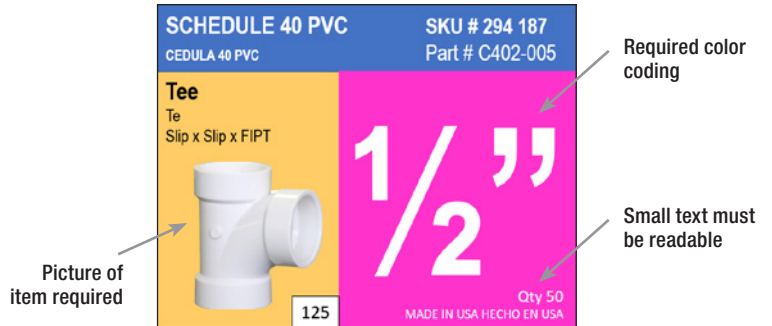 SCHEDULE 40 PVC
CEDULA 40 PVC
SKU # 294 187
Part # C402-005
Tee
Te
Slip x Slip x FIPT
1/2”
125
Qty 50
MADE IN USA HECHO EN USA
Required color
coding
Small text must
be readable
Picture of
item required